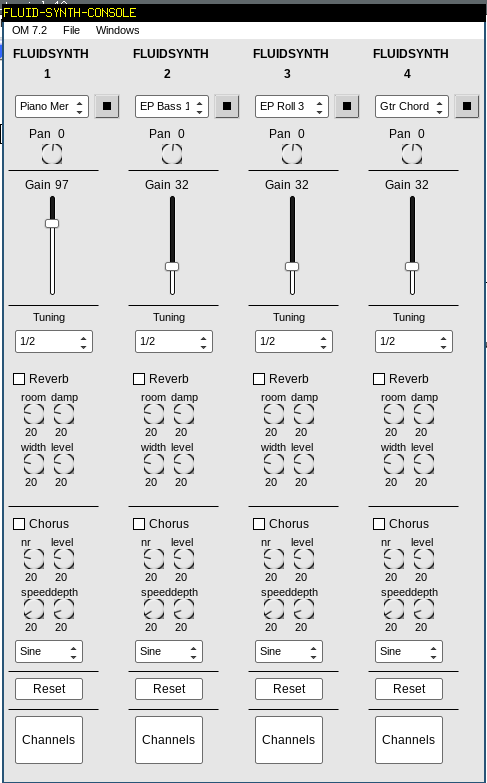 FLUID-SYNTH-CONSOLE
OM 7.2 File Windows
FLUIDSYNTH FLUIDSYNTH FLUIDSYNTH FLUIDSYNTH
1 2 3 4
Piano Mer EP Bass 1 EP Roll 3 Gtr Chord
Pan 0 Pan 0 Pan 0 Pan 0
Gain 97 Gain 32 Gain 32 Gain 32
Tuning Tuning Tuning Tuning
1/2 1/2 1/2 1/2
Reverb Reverb Reverb Reverb
room damp room damp room damp room damp
20 20 20 20 20 20 20 20
width level width level width level width level
20 20 20 20 20 20 20 20
Chorus Chorus Chorus Chorus
nr level nr level nr level nr level
20 20 20 20 20 20 20 20
speeddepth speeddepth speeddepth speeddepth
20 20 20 20 20 20 20 20
Sine Sine Sine Sine
Reset Reset Reset Reset
Channels Channels Channels Channels